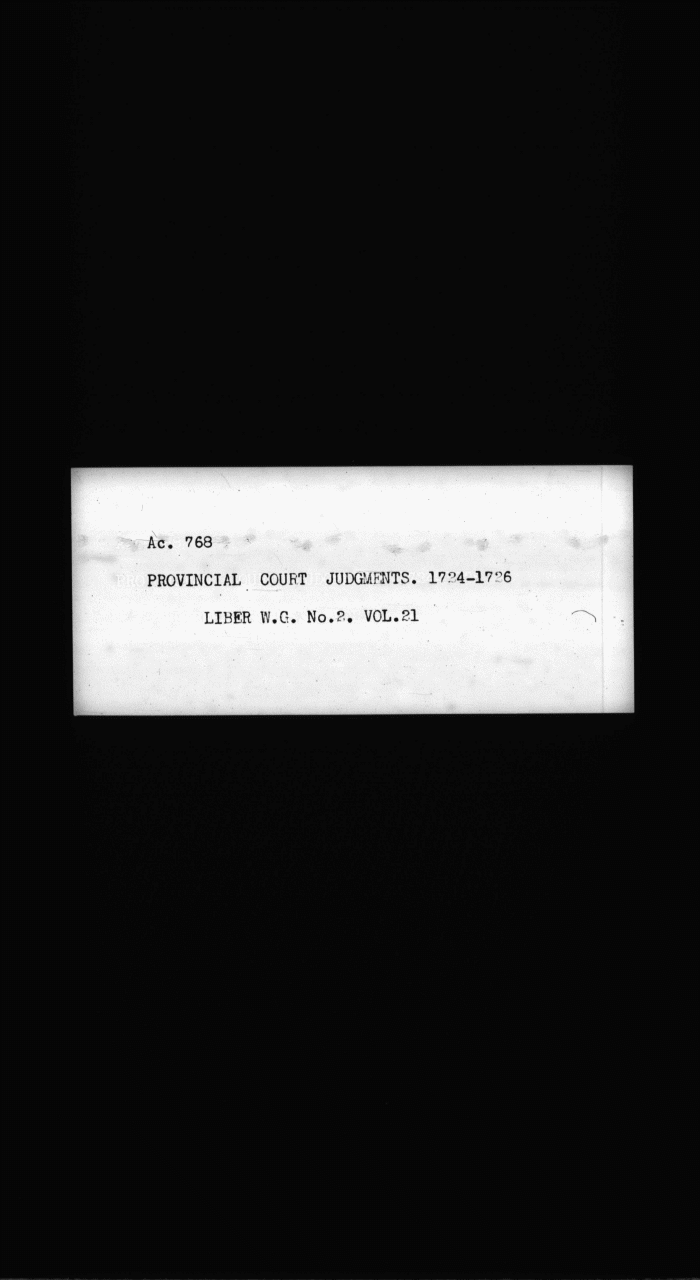 Ac. 768
PROVINCIAL COURT JUDGMENTS. 1724-1726
LIBER W.G. No.2. VOL.21